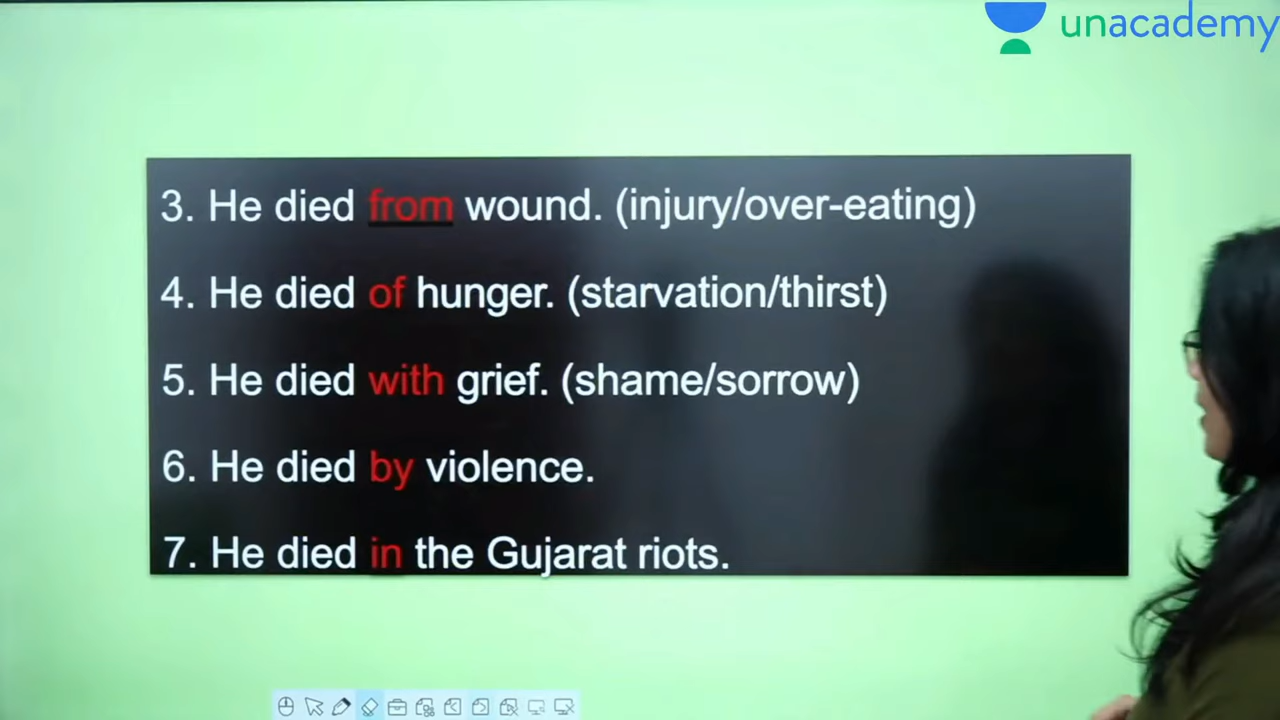 unacademy
3. He died from wound. (injury/over-eating)
4. He died of hunger. (starvation/thirst)
5. He died with grief. (shame/sorrow)
6. He died by violence.
7. He died in the Gujarat riots.